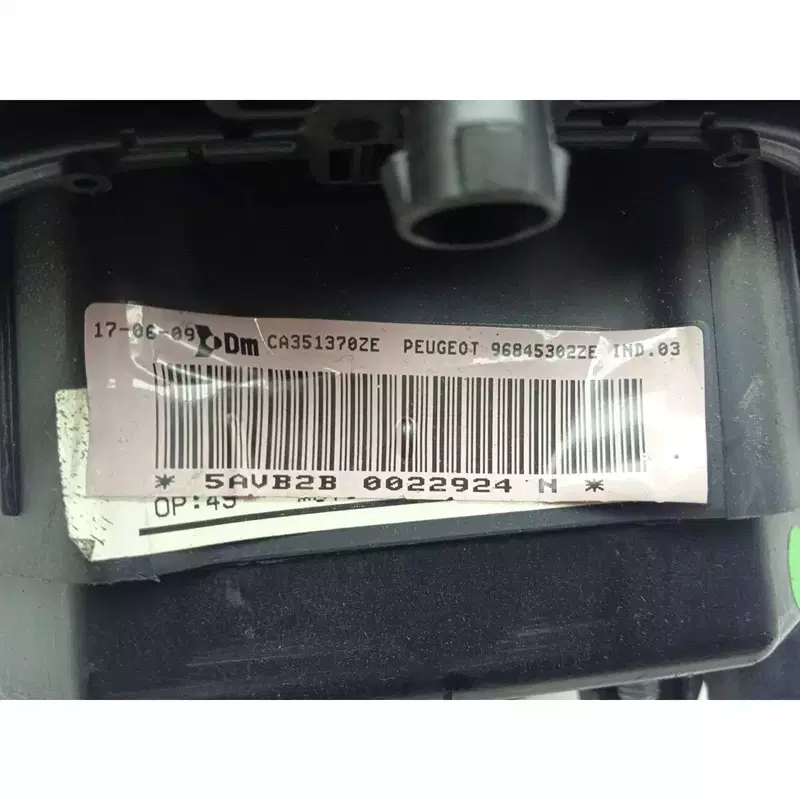 17-06-09 Dm CA351370ZE PEUGEOT 96845302ZE IND.03
* 5AVB2B 0022924 N *
OP:45